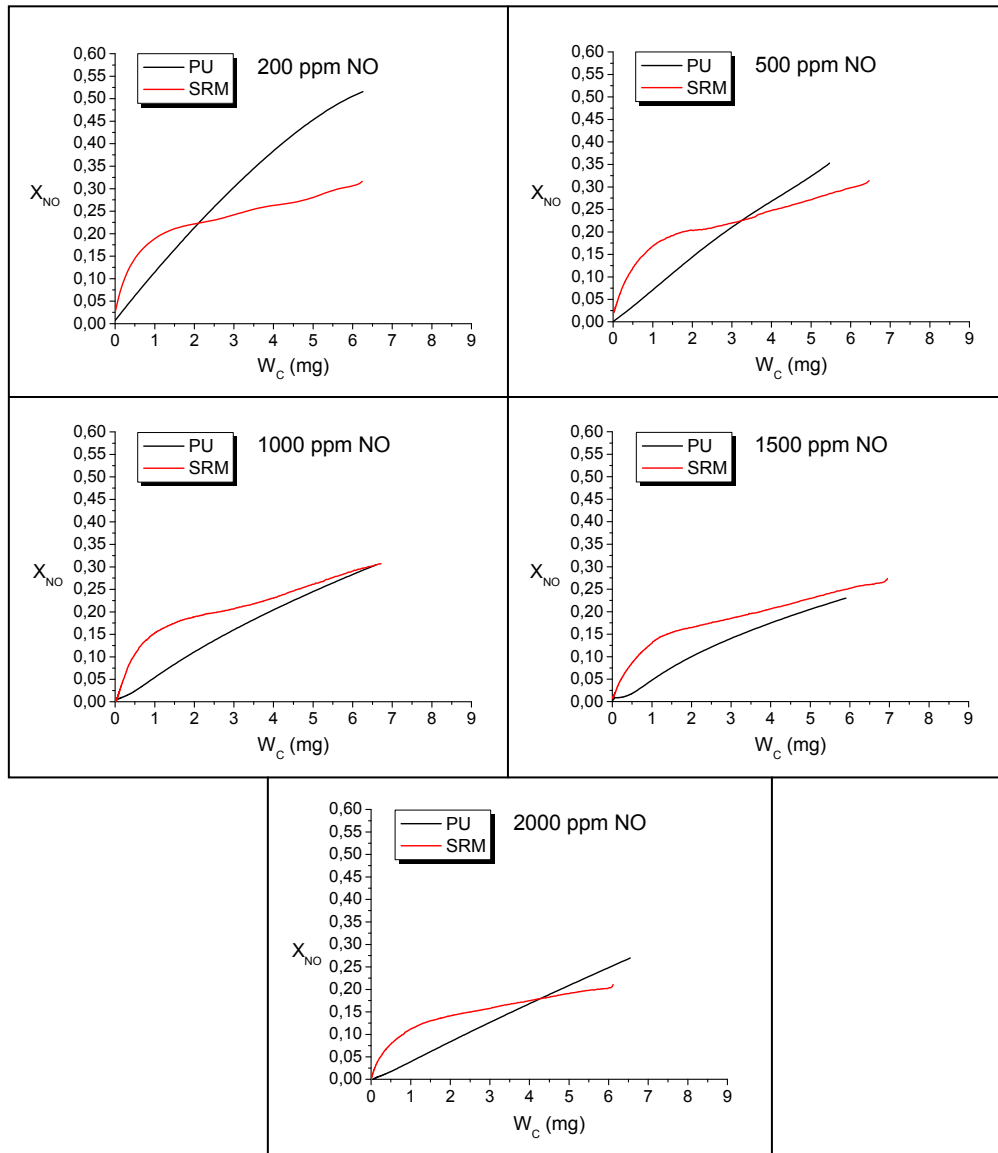 PU
SRM
200 ppm NO
0,60
0,55
0,50
0,45
0,40
0,35
0,30
0,25
0,20
0,15
0,10
0,05
0,00
X_NO
0 1 2 3 4 5 6 7 8 9
W_C (mg)
PU
SRM
500 ppm NO
0,60
0,55
0,50
0,45
0,40
0,35
0,30
0,25
0,20
0,15
0,10
0,05
0,00
X_NO
0 1 2 3 4 5 6 7 8 9
W_C (mg)
PU
SRM
1000 ppm NO
0,60
0,55
0,50
0,45
0,40
0,35
0,30
0,25
0,20
0,15
0,10
0,05
0,00
X_NO
0 1 2 3 4 5 6 7 8 9
W_C (mg)
PU
SRM
1500 ppm NO
0,60
0,55
0,50
0,45
0,40
0,35
0,30
0,25
0,20
0,15
0,10
0,05
0,00
X_NO
0 1 2 3 4 5 6 7 8 9
W_C (mg)
PU
SRM
2000 ppm NO
0,60
0,55
0,50
0,45
0,40
0,35
0,30
0,25
0,20
0,15
0,10
0,05
0,00
X_NO
0 1 2 3 4 5 6 7 8 9
W_C (mg)